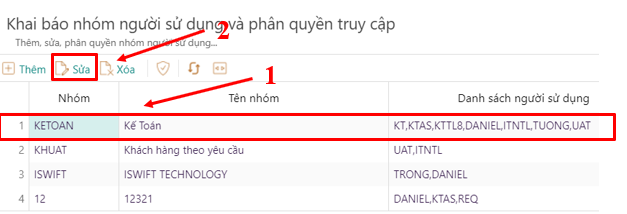 Khai báo nhóm người sử dụng và phân quyền truy cập
Thêm, sửa, phân quyền nhóm người sử dụng...
2
Thêm Sửa Xóa
1
Nhóm Tên nhóm Danh sách người sử dụng
1 KETOAN Kế Toán KT,KTAS,KTTL8,DANIEL,ITNTL,TUONG,UAT
2 KHUAT Khách hàng theo yêu cầu UAT,ITNTL
3 ISWIFT ISWIFT TECHNOLOGY TRONG,DANIEL
4 12 12321 DANIEL,KTAS,REQ